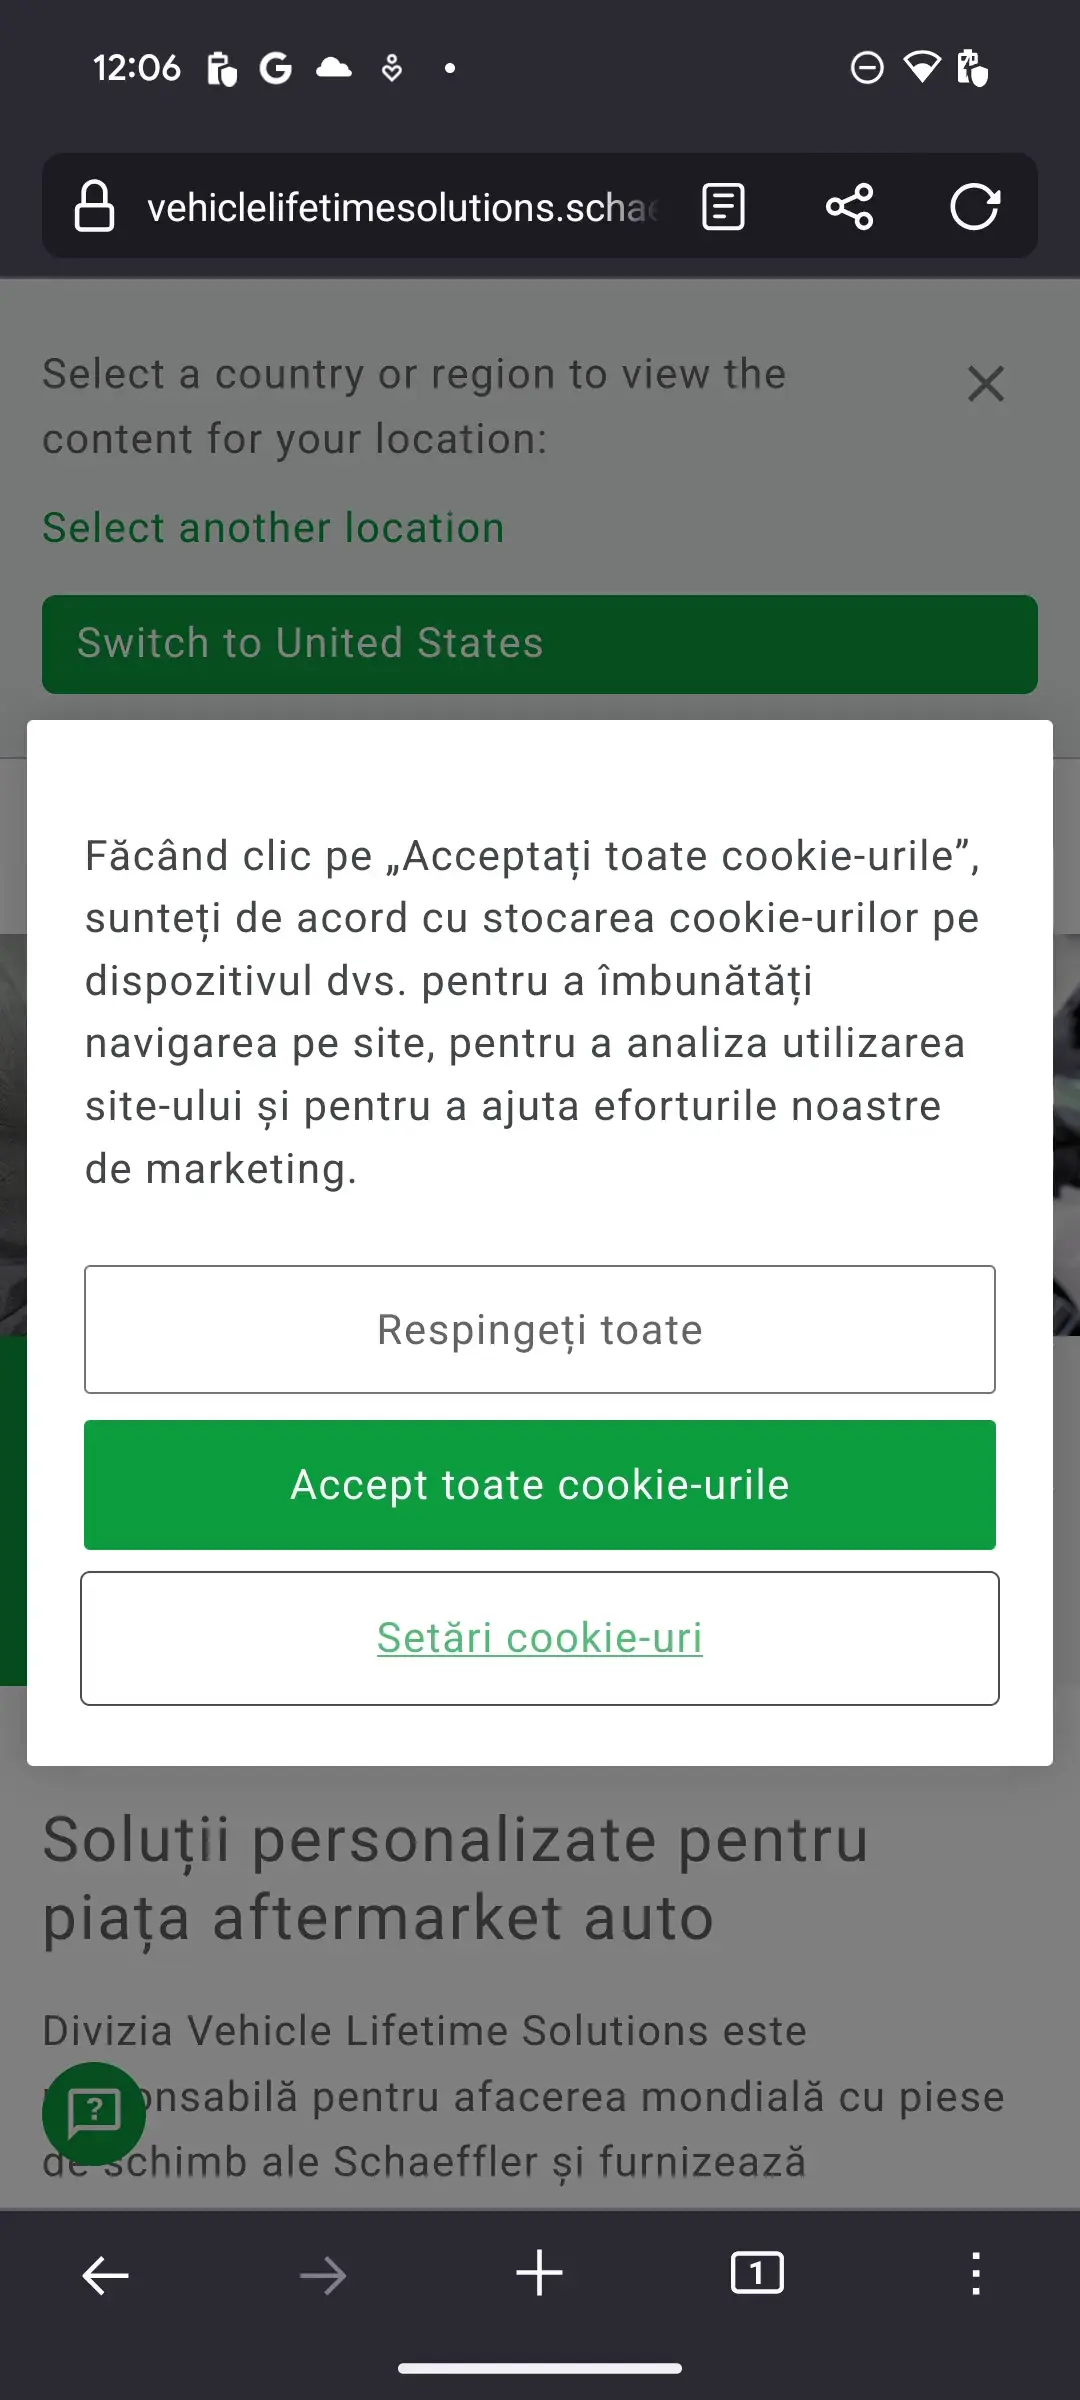 12:06
vehiclelifetimesolutions.schae
Select a country or region to view the
content for your location:
Select another location
Switch to United States
Făcând clic pe „Acceptați toate cookie-urile”,
sunteți de acord cu stocarea cookie-urilor pe
dispozitivul dvs. pentru a îmbunătăți
navigarea pe site, pentru a analiza utilizarea
site-ului și pentru a ajuta eforturile noastre
de marketing.
Respingeți toate
Accept toate cookie-urile
Setări cookie-uri
Soluții personalizate pentru
piața aftermarket auto
Divizia Vehicle Lifetime Solutions este
pentru afacerea mondială cu piese
de schimb ale Schaeffler și furnizează
1